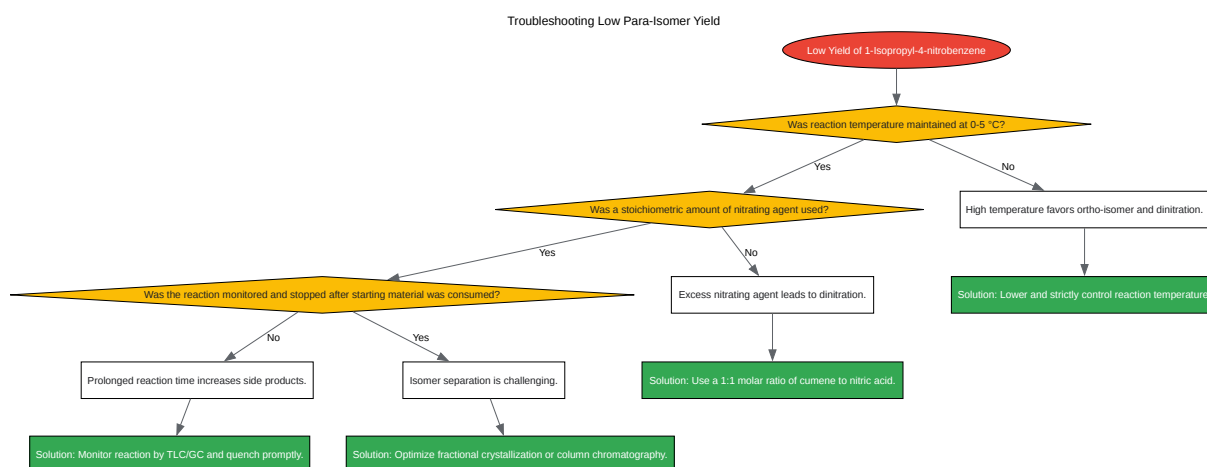 Troubleshooting Low Para-Isomer Yield
Low Yield of 1-Isopropyl-4-nitrobenzene
Was reaction temperature maintained at 0-5 °C?
Yes
No
Was a stoichiometric amount of nitrating agent used?
High temperature favors ortho-isomer and dinitration.
Yes
No
Was the reaction monitored and stopped after starting material was consumed?
Excess nitrating agent leads to dinitration.
Solution: Lower and strictly control reaction temperature
No
Yes
Prolonged reaction time increases side products.
Isomer separation is challenging.
Solution: Use a 1:1 molar ratio of cumene to nitric acid.
Solution: Monitor reaction by TLC/GC and quench promptly.
Solution: Optimize fractional crystallization or column chromatography.